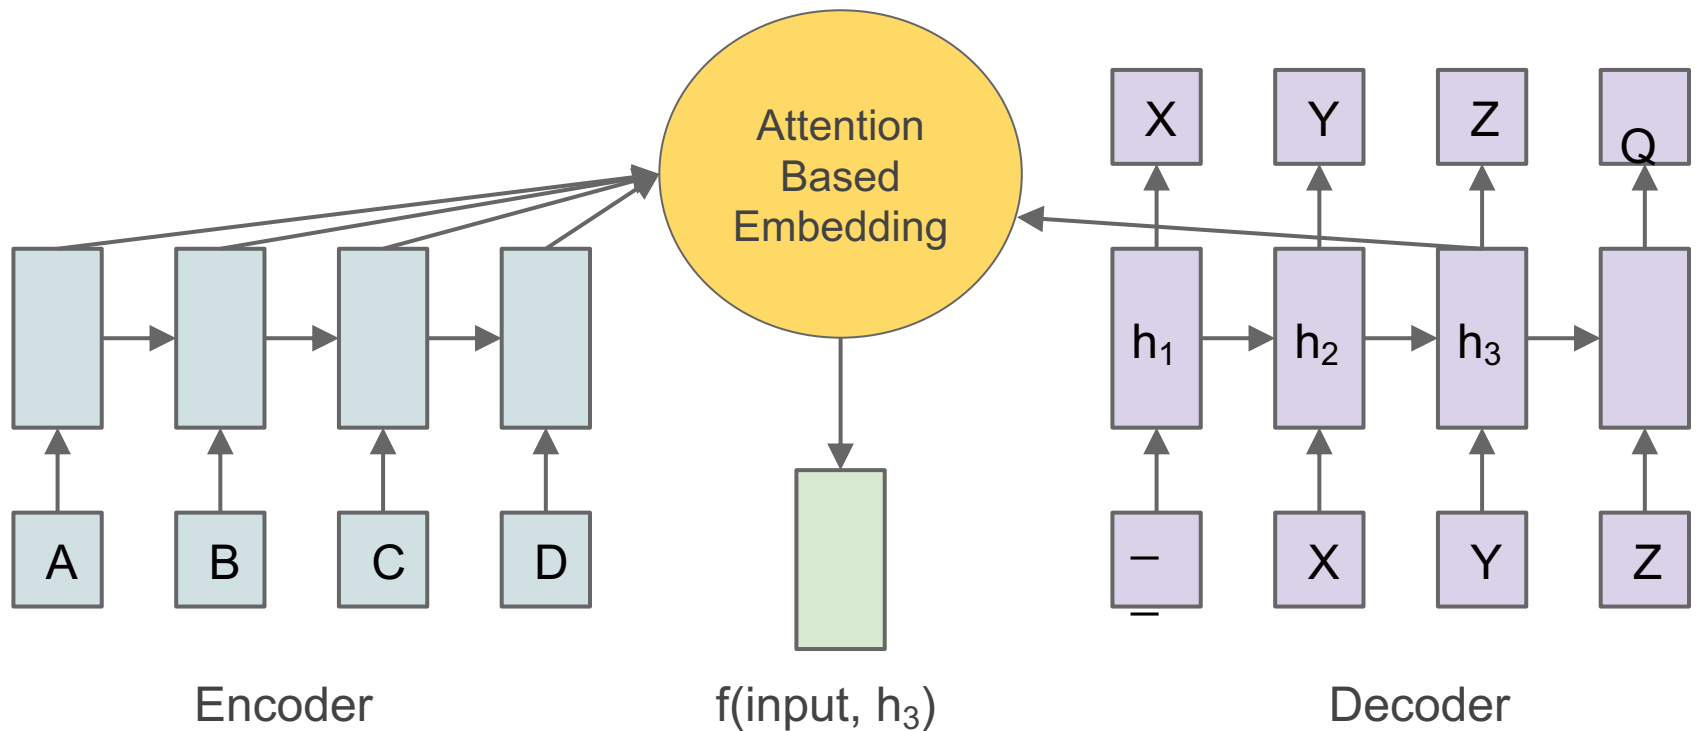 Attention
Based
Embedding
X Y Z Q
h₁ h₂ h₃
A B C D
_ X Y Z
_
Encoder f(input, h₃) Decoder